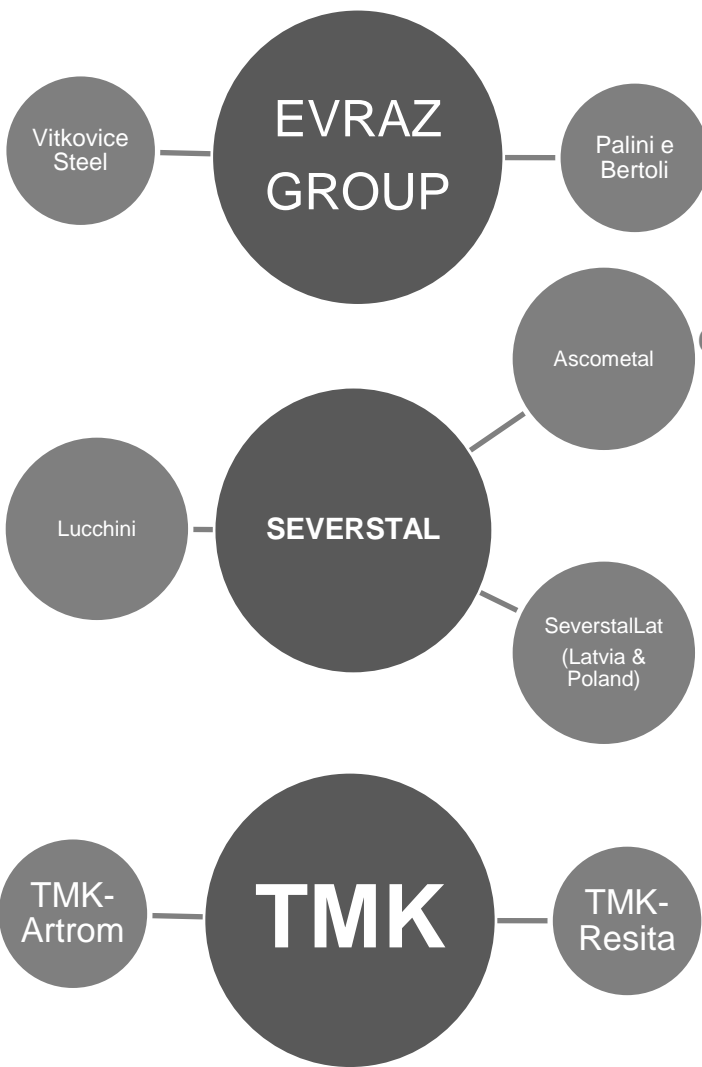 EVRAZ
GROUP
Vitkovice
Steel
Palini e
Bertoli
SEVERSTAL
Ascometal
Lucchini
SeverstalLat
(Latvia &
Poland)
TMK
TMK-
Artrom
TMK-
Resita